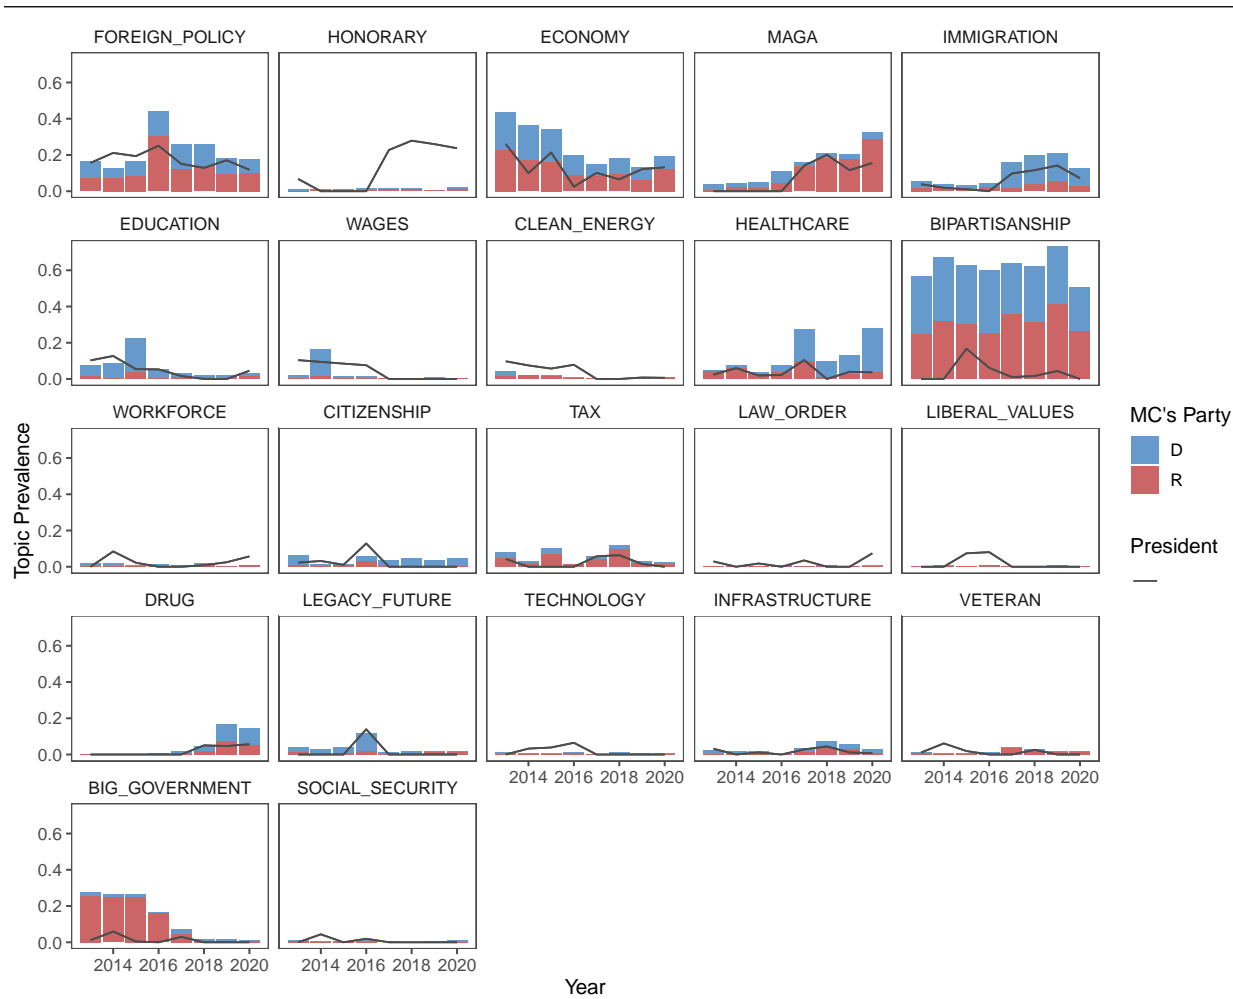 FOREIGN_POLICY HONORARY ECONOMY MAGA IMMIGRATION
0.6
0.4
0.2
0.0
EDUCATION WAGES CLEAN_ENERGY HEALTHCARE BIPARTISANSHIP
0.6
0.4
0.2
0.0
WORKFORCE CITIZENSHIP TAX LAW_ORDER LIBERAL_VALUES
0.6
0.4
0.2
0.0
DRUG LEGACY_FUTURE TECHNOLOGY INFRASTRUCTURE VETERAN
0.6
0.4
0.2
0.0
2014 2016 2018 2020 2014 2016 2018 2020 2014 2016 2018 2020
BIG_GOVERNMENT SOCIAL_SECURITY
0.6
0.4
0.2
0.0
2014 2016 2018 2020 2014 2016 2018 2020
Year
Topic Prevalence
MC's Party
D
R
President